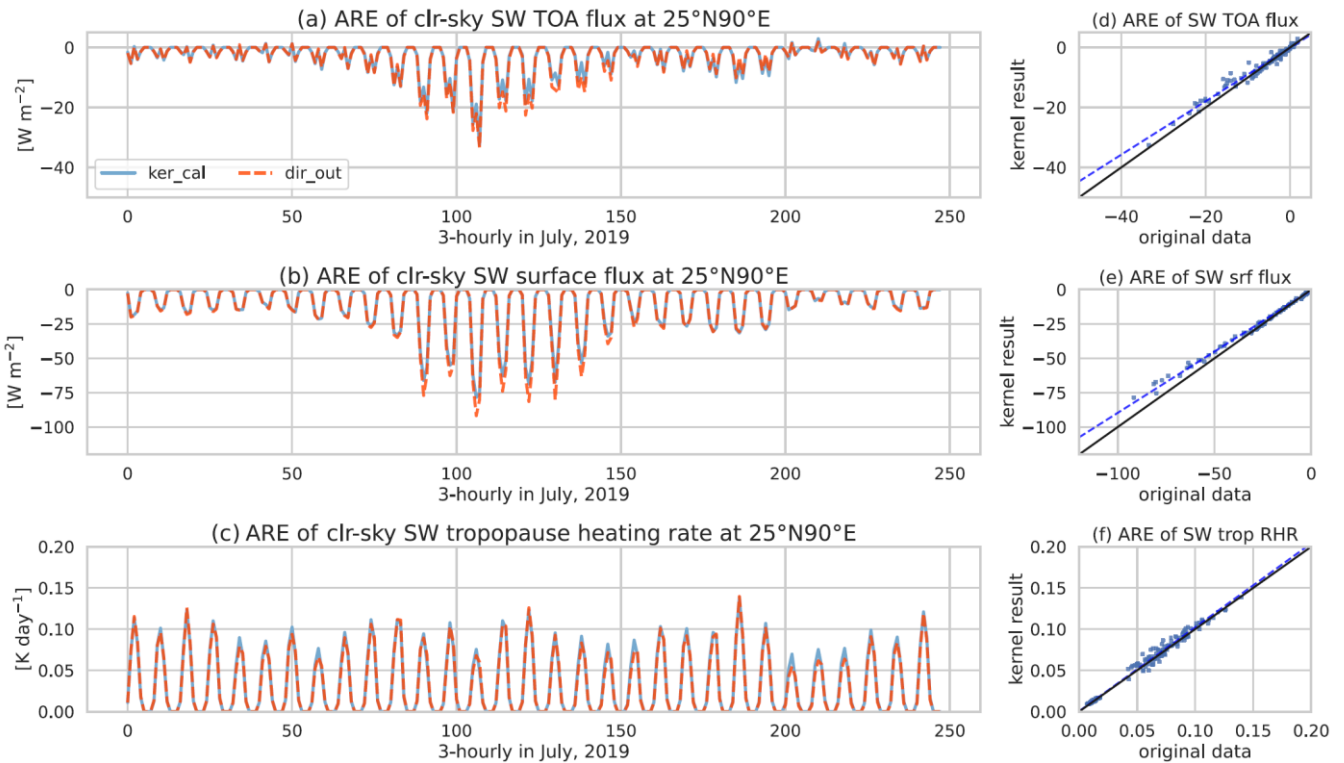 (a) ARE of clr-sky SW TOA flux at 25°N90°E
[W m−2]
0
−20
−40
ker_cal dir_out
0 50 100 150 200 250
3-hourly in July, 2019
(d) ARE of SW TOA flux
kernel result
0
−20
−40
−40 −20 0
original data
(b) ARE of clr-sky SW surface flux at 25°N90°E
[W m−2]
0
−25
−50
−75
−100
0 50 100 150 200 250
3-hourly in July, 2019
(e) ARE of SW srf flux
kernel result
0
−25
−50
−75
−100
−100 −50 0
original data
(c) ARE of clr-sky SW tropopause heating rate at 25°N90°E
[K day−1]
0.20
0.15
0.10
0.05
0.00
0 50 100 150 200 250
3-hourly in July, 2019
(f) ARE of SW trop RHR
kernel result
0.20
0.15
0.10
0.05
0.00
0.00 0.05 0.10 0.15 0.20
original data